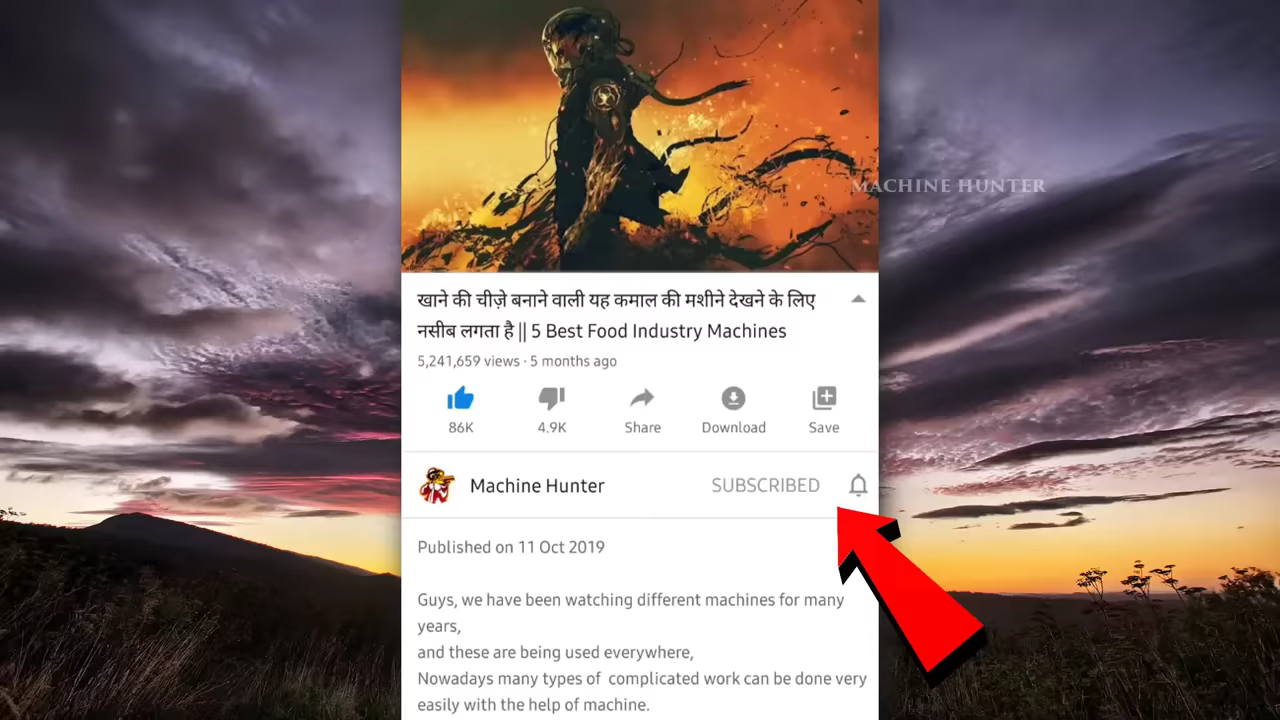 MACHINE HUNTER
खाने की चीज़े बनाने वाली यह कमाल की मशीने देखने के लिए
नसीब लगता है || 5 Best Food Industry Machines
5,241,659 views · 5 months ago
86K
4.9K
Share
Download
Save
Machine Hunter
SUBSCRIBED
Published on 11 Oct 2019
Guys, we have been watching different machines for many
years,
and these are being used everywhere,
Nowadays many types of complicated work can be done very
easily with the help of machine.